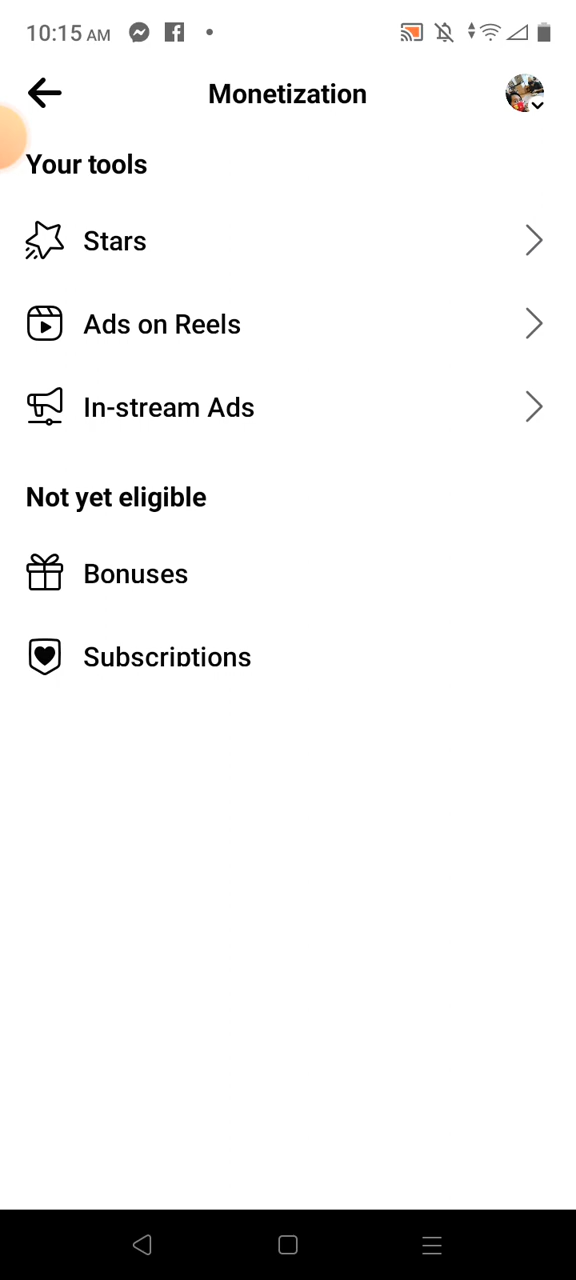 10:15 AM
Monetization
Your tools
Stars
Ads on Reels
In-stream Ads
Not yet eligible
Bonuses
Subscriptions